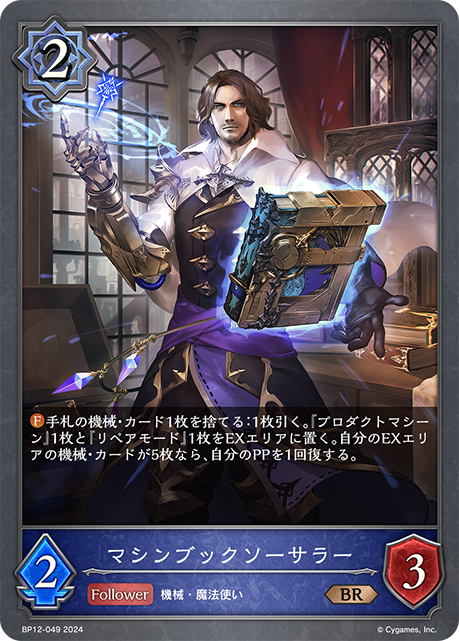 2
F手札の機械・カード1枚を捨てる：1枚引く。『プロダクトマシー
ン』1枚と『リペアモード』1枚をEXエリアに置く。自分のEXエリ
アの機械・カードが5枚なら、自分のPPを1回復する。
マシンブックソーサラー
2
Follower 機械・魔法使い
BR
3
BP12-049 2024
© Cygames, Inc.